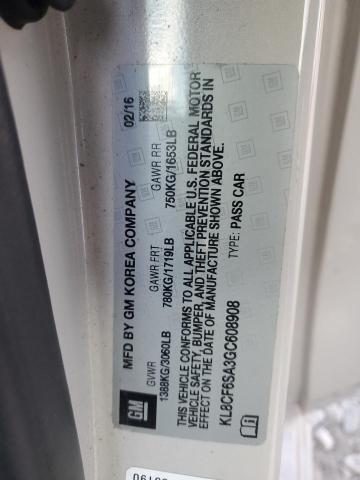 MFD BY GM KOREA COMPANY 02/16
GVWR GAWR FRT GAWR RR
1388KG/3060LB 780KG/1719LB 750KG/1653LB
THIS VEHICLE CONFORMS TO ALL APPLICABLE U.S. FEDERAL MOTOR
VEHICLE SAFETY, BUMPER, AND THEFT PREVENTION STANDARDS IN
EFFECT ON THE DATE OF MANUFACTURE SHOWN ABOVE.
KL8CF6SA3GC608908 TYPE: PASS CAR
GM